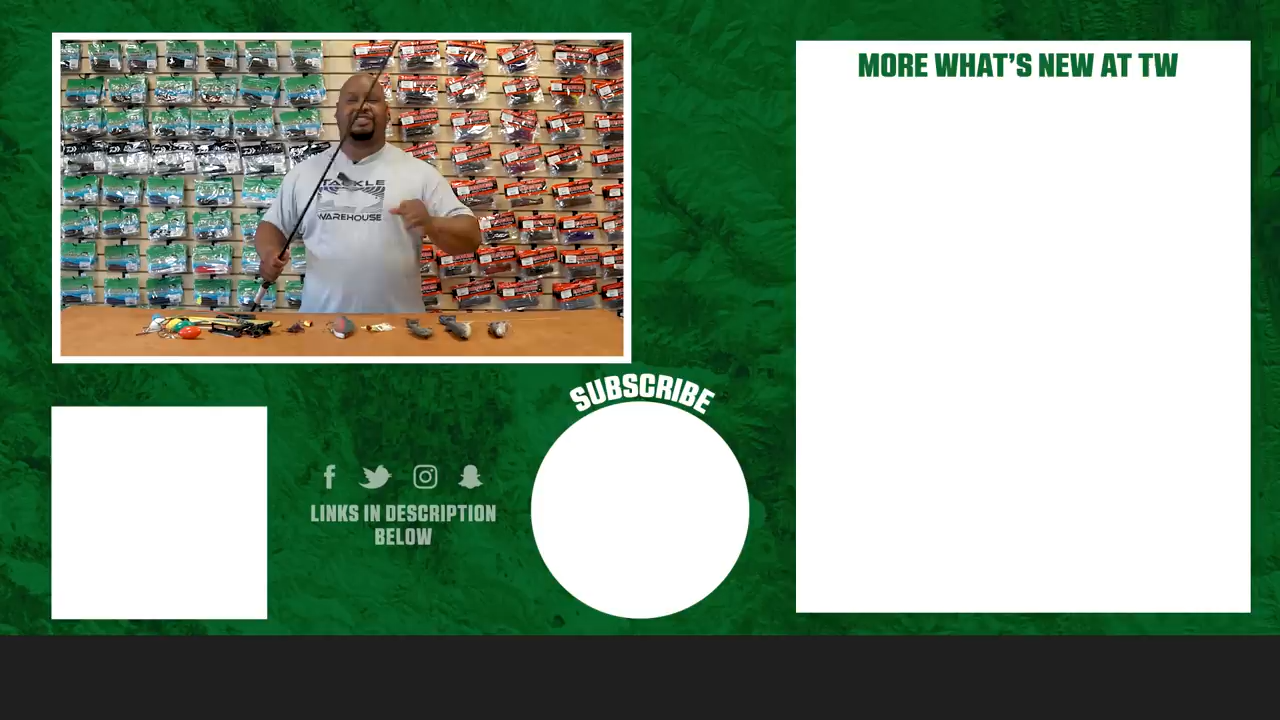 MORE WHAT'S NEW AT TW
TACKLE
WAREHOUSE
SUBSCRIBE
LINKS IN DESCRIPTION
BELOW